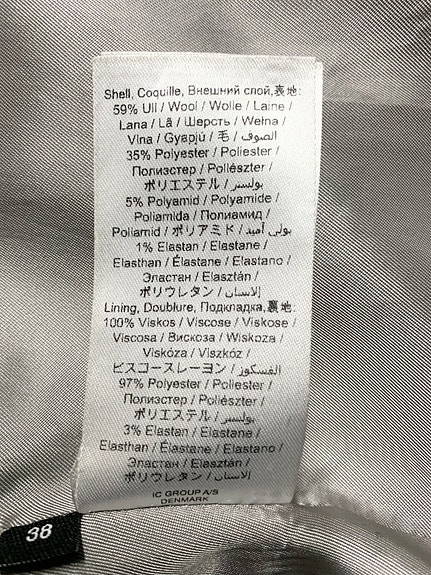 Shell, Coquille, Внешний слой,裏地:
59% Ull / Wool / Wolle / Laine /
Lana / Lã / Шерсть / Wełna /
Vlna / Gyapjú / 毛 / الصوف /
35% Polyester / Poliester /
Полиэстер / Poliészter /
ポリエステル / بوليستر /
5% Polyamid / Polyamide /
Poliamida / Полиамид /
Poliamid / ポリアミド / بولي أميد /
1% Elastan / Elastane /
Elasthan / Élastane / Elastano /
Эластан / Elasztán /
ポリウレタン / الاستان /
Lining, Doublure, Подкладка,裏地:
100% Viskos / Viscose / Viskose /
Viscosa / Вискоза / Wiskoza /
Viskóza / Viszkóz /
ビスコースレーヨン / الفسكوز /
97% Polyester / Poliester /
Полиэстер / Poliészter /
ポリエステル / بوليستر /
3% Elastan / Elastane /
Elasthan / Élastane / Elastano /
Эластан / Elasztán /
ポリウレタン / الاستان /
IC GROUP A/S
DENMARK
38